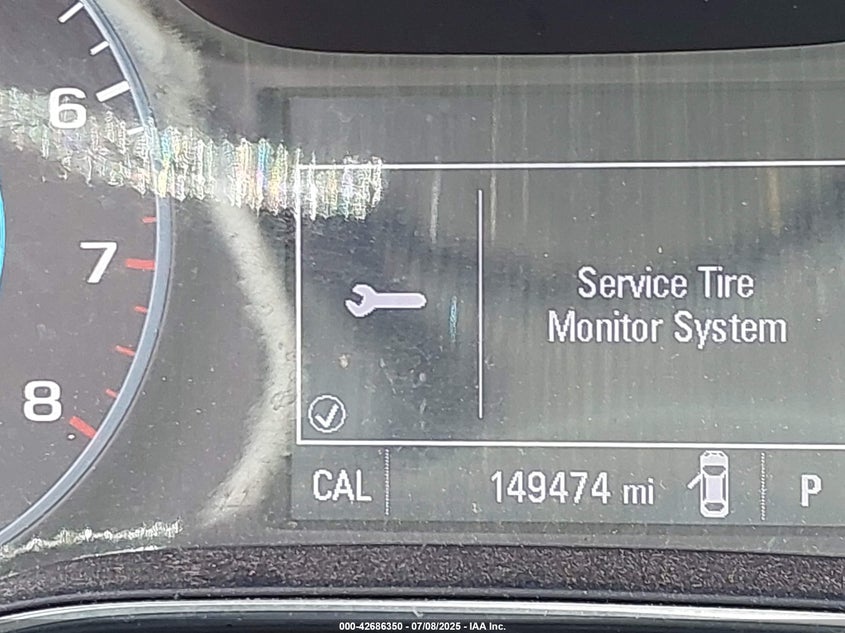 6
7
8
Service Tire
Monitor System
CAL 149474 mi P
000-42686350 - 07/08/2025 - IAA Inc.